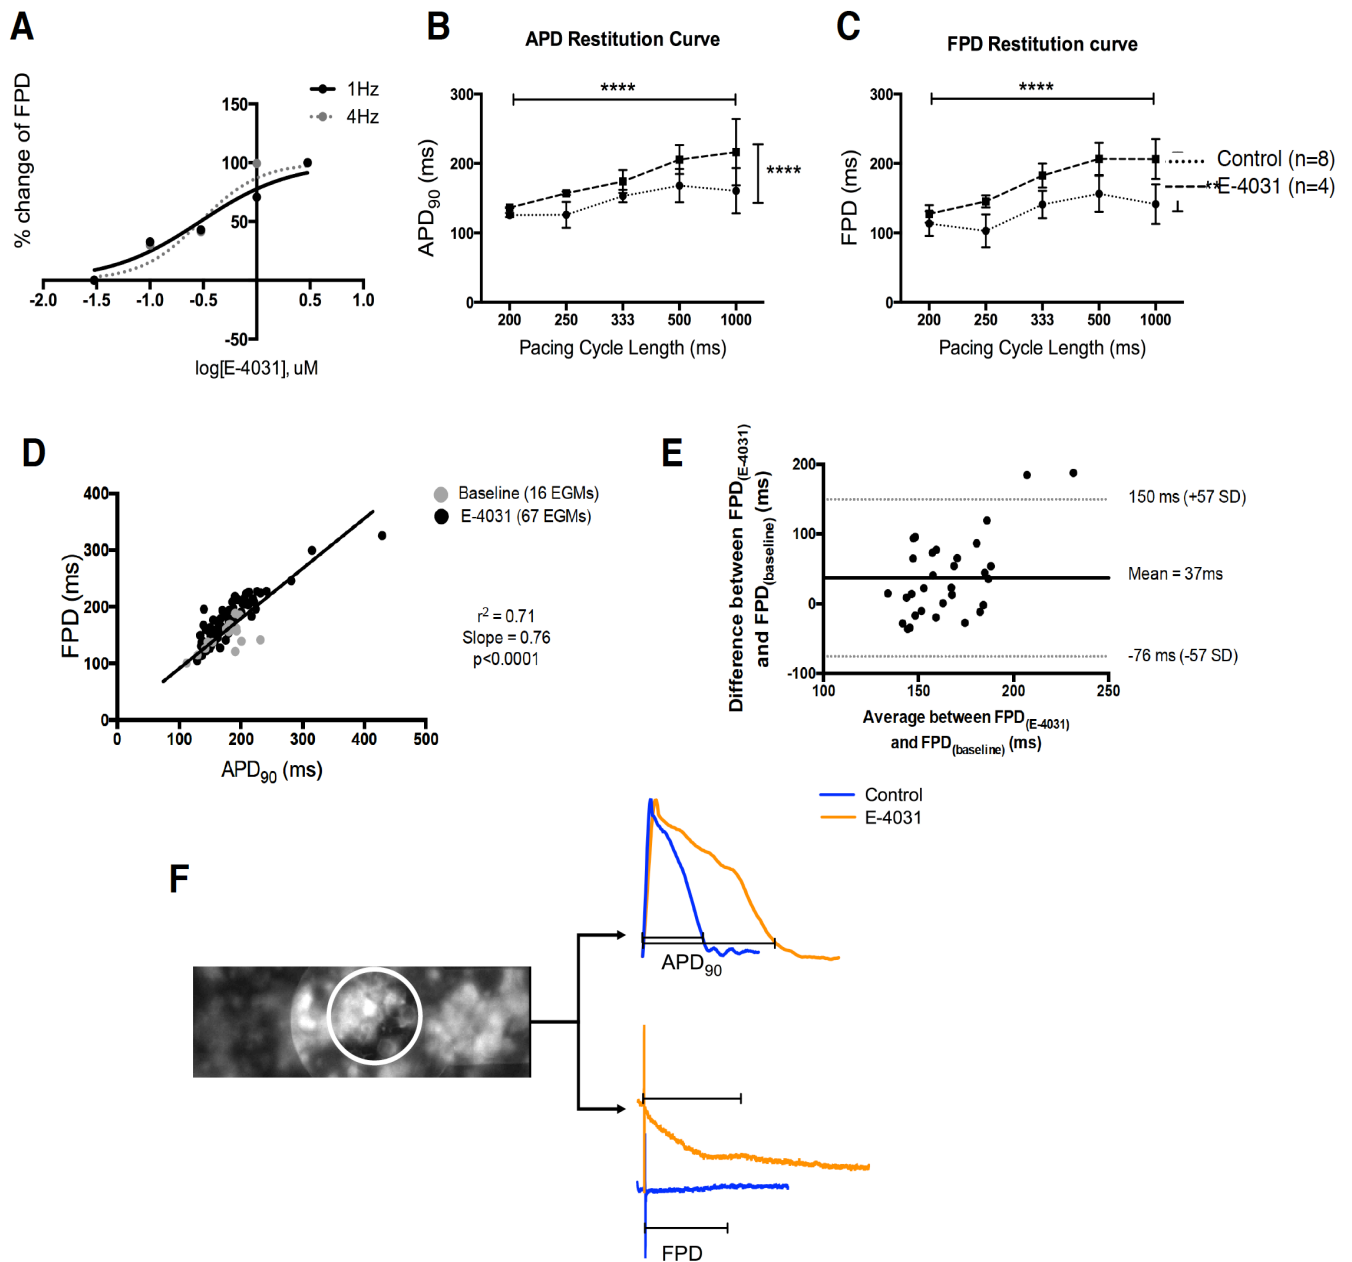 A
% change of FPD
150
100
50
-50
-2.0 -1.5 -1.0 -0.5 0.5 1.0
log[E-4031], uM
1Hz
4Hz
B
APD Restitution Curve
****
****
APD90 (ms)
300
200
100
0
200 250 333 500 1000
Pacing Cycle Length (ms)
C
FPD Restitution curve
****
FPD (ms)
300
200
100
0
200 250 333 500 1000
Pacing Cycle Length (ms)
Control (n=8)
**
E-4031 (n=4)
D
FPD (ms)
400
300
200
100
0
0 100 200 300 400 500
APD90 (ms)
Baseline (16 EGMs)
E-4031 (67 EGMs)
r2 = 0.71
Slope = 0.76
p<0.0001
E
Difference between FPD(E-4031)
and FPD(baseline) (ms)
200
100
0
-100
100 150 200 250
150 ms (+57 SD)
Mean = 37ms
-76 ms (-57 SD)
Average between FPD(E-4031)
and FPD(baseline) (ms)
F
Control
E-4031
APD90
FPD